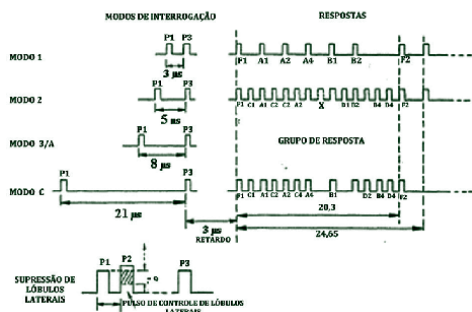 MODOS DE INTERROGAÇÃO RESPOSTAS
P1 P3
MODO 1
3 µs
F1 A1 A2 A4 B1 B2 F2
P1 P3
MODO 2
5 µs
F1 C1 A1 C2 A2 X D1 D2 B4 D4 F2
P1 P3
MODO 3/A
8 µs
GRUPO DE RESPOSTA
P1 P3
MODO C
F1 C1 A1 C2 A2 C4 A4 B1 D2 B4 D4 F2
21 µs
20,3
3 µs
RETARDO
24,65
P1 P2 P3
SUPRESSÃO DE
LÓBULOS
LATERAIS
9
PULSO DE CONTROLE DE LÓBULOS
LATERAIS